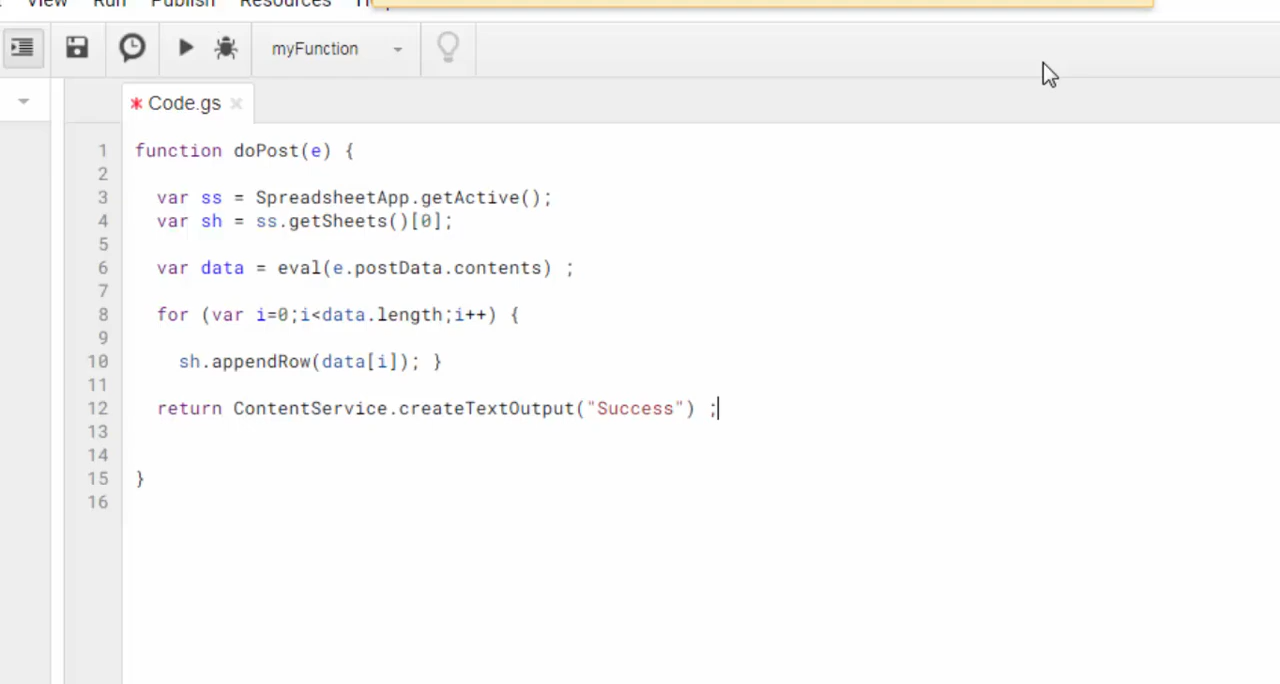 View Run Publish Resources
myFunction
* Code.gs ×
1 function doPost(e) {
2
3 var ss = SpreadsheetApp.getActive();
4 var sh = ss.getSheets()[0];
5
6 var data = eval(e.postData.contents) ;
7
8 for (var i=0;i<data.length;i++) {
9
10 sh.appendRow(data[i]); }
11
12 return ContentService.createTextOutput("Success") ;
13
14
15 }
16